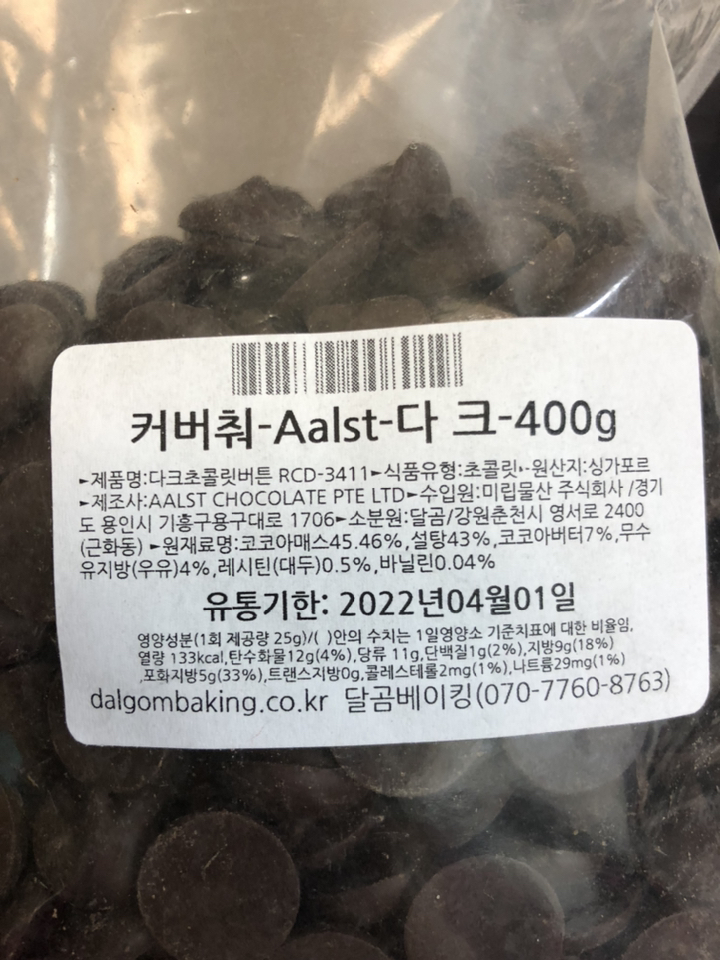 커버춰-Aalst-다 크-400g
►제품명:다크초콜릿버튼 RCD-3411►식품유형:초콜릿►원산지:싱가포르
►제조사:AALST CHOCOLATE PTE LTD►수입원:미립물산 주식회사 /경기
도 용인시 기흥구용구대로 1706►소분원:달곰/강원춘천시 영서로 2400
(근화동) ►원재료명:코코아매스45.46%,설탕43%,코코아버터7%,무수
유지방(우유)4%,레시틴(대두)0.5%,바닐린0.04%
유통기한: 2022년04월01일
영양성분(1회 제공량 25g)/( )안의 수치는 1일영양소 기준치표에 대한 비율임,
열량 133kcal,탄수화물12g(4%),당류 11g,단백질1g(2%),지방9g(18%)
,포화지방5g(33%),트랜스지방0g,콜레스테롤2mg(1%),나트륨29mg(1%)
dalgombaking.co.kr 달곰베이킹(070-7760-8763)